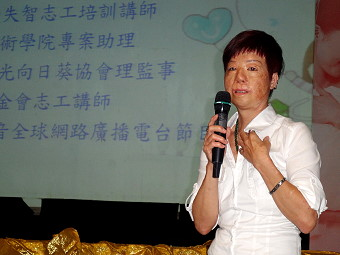 失智志工培訓講師
術學院專案助理
光向日葵協會理監事
金會志工講師
音全球網路廣播電台節目